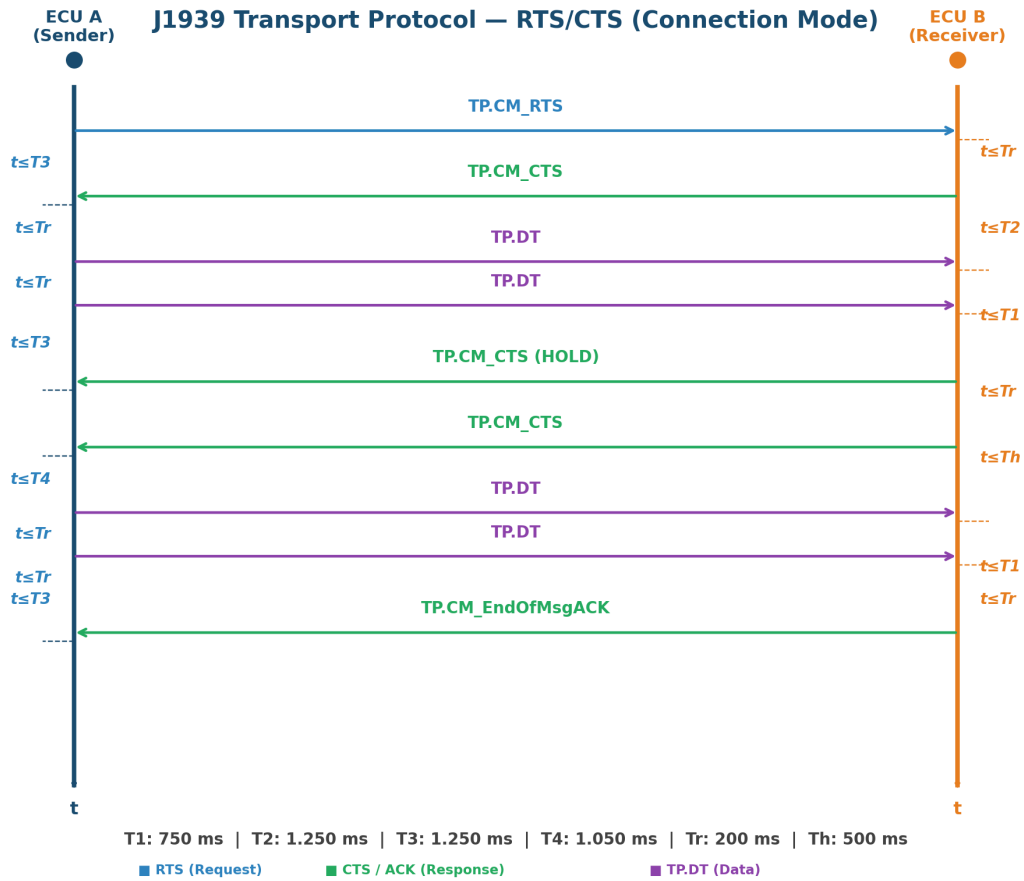 ECU A
(Sender)
J1939 Transport Protocol — RTS/CTS (Connection Mode)
ECU B
(Receiver)
TP.CM_RTS
t≤Tr
t≤T3
TP.CM_CTS
t≤Tr
t≤T2
TP.DT
t≤Tr
TP.DT
t≤T1
t≤T3
TP.CM_CTS (HOLD)
t≤Tr
TP.CM_CTS
t≤Th
t≤T4
TP.DT
t≤Tr
TP.DT
t≤T1
t≤Tr
t≤T3
t≤Tr
TP.CM_EndOfMsgACK
t
t
T1: 750 ms | T2: 1.250 ms | T3: 1.250 ms | T4: 1.050 ms | Tr: 200 ms | Th: 500 ms
■ RTS (Request)
■ CTS / ACK (Response)
■ TP.DT (Data)